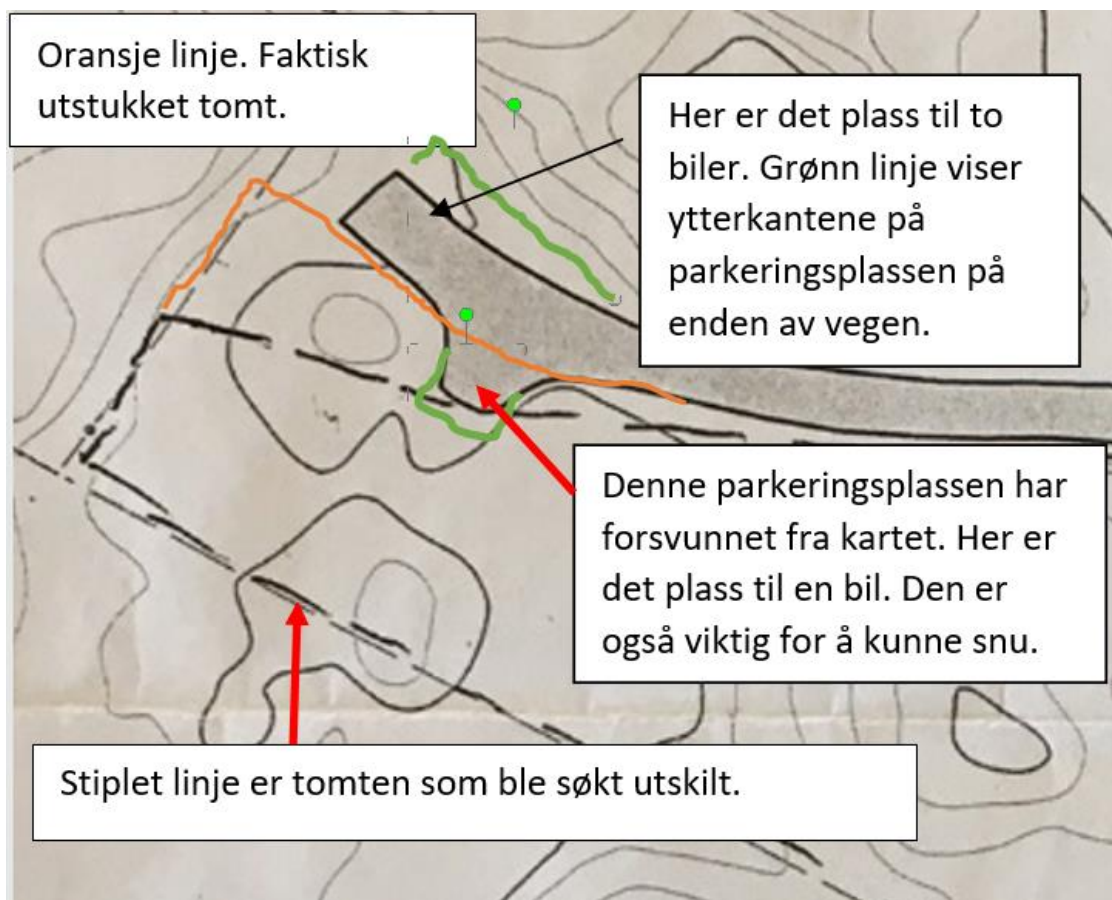 Oransje linje. Faktisk
utstukket tomt.
Her er det plass til to
biler. Grønn linje viser
ytterkantene på
parkeringsplassen på
enden av vegen.
Denne parkeringsplassen har
forsvunnet fra kartet. Her er
det plass til en bil. Den er
også viktig for å kunne snu.
Stiplet linje er tomten som ble søkt utskilt.